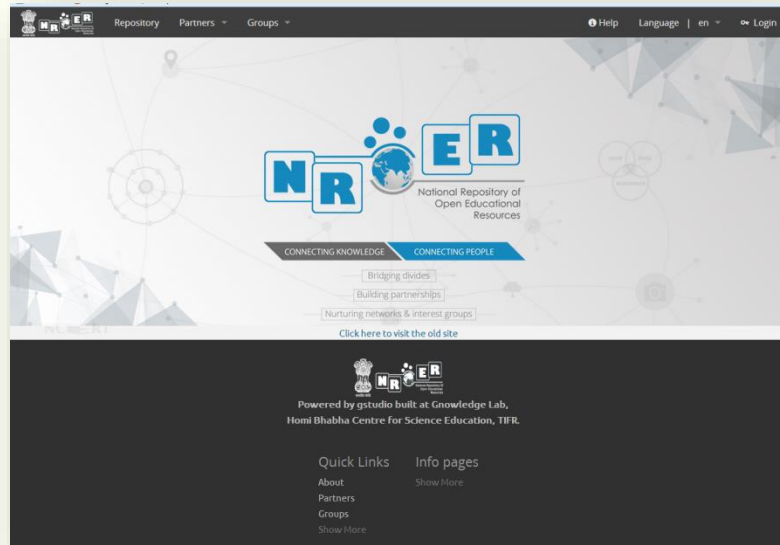 NROER Repository Partners Groups Help Language | en Login
NROER
National Repository of
Open Educational
Resources
CONNECTING KNOWLEDGE CONNECTING PEOPLE
Bridging divides
Building partnerships
Nurturing networks & interest groups
Click here to visit the old site
NROER
Powered by gstudio built at Gnowledge Lab,
Homi Bhabha Centre for Science Education, TIFR.
Quick Links Info pages
About Show More
Partners
Groups
Show More